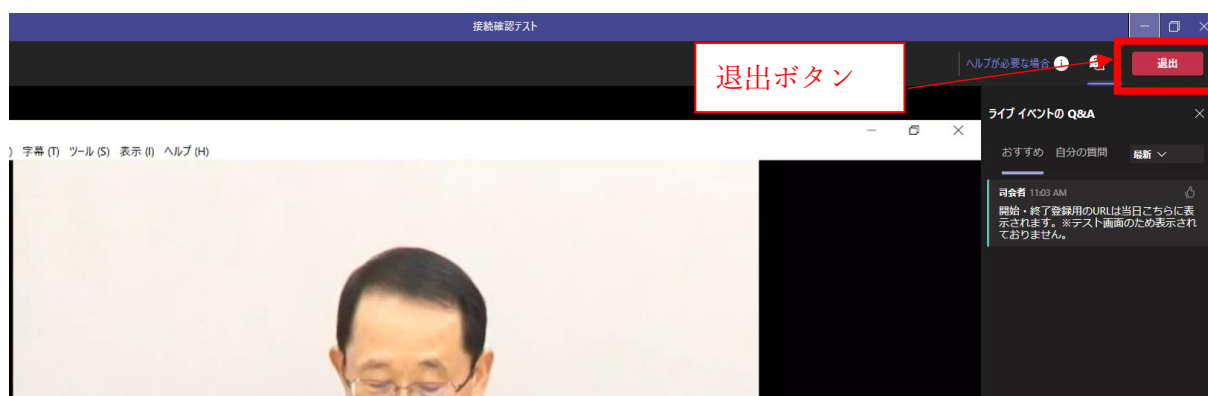 接続確認テスト
退出ボタン
ヘルプが必要な場合
退出
ライブ イベントの Q&A
) 字幕 (T) ツール (S) 表示 (I) ヘルプ (H)
おすすめ 自分の質問 最新
司会者 11:03 AM
開始・終了登録用のURLは当日こちらに表
示されます。※テスト画面のため表示され
ておりません。